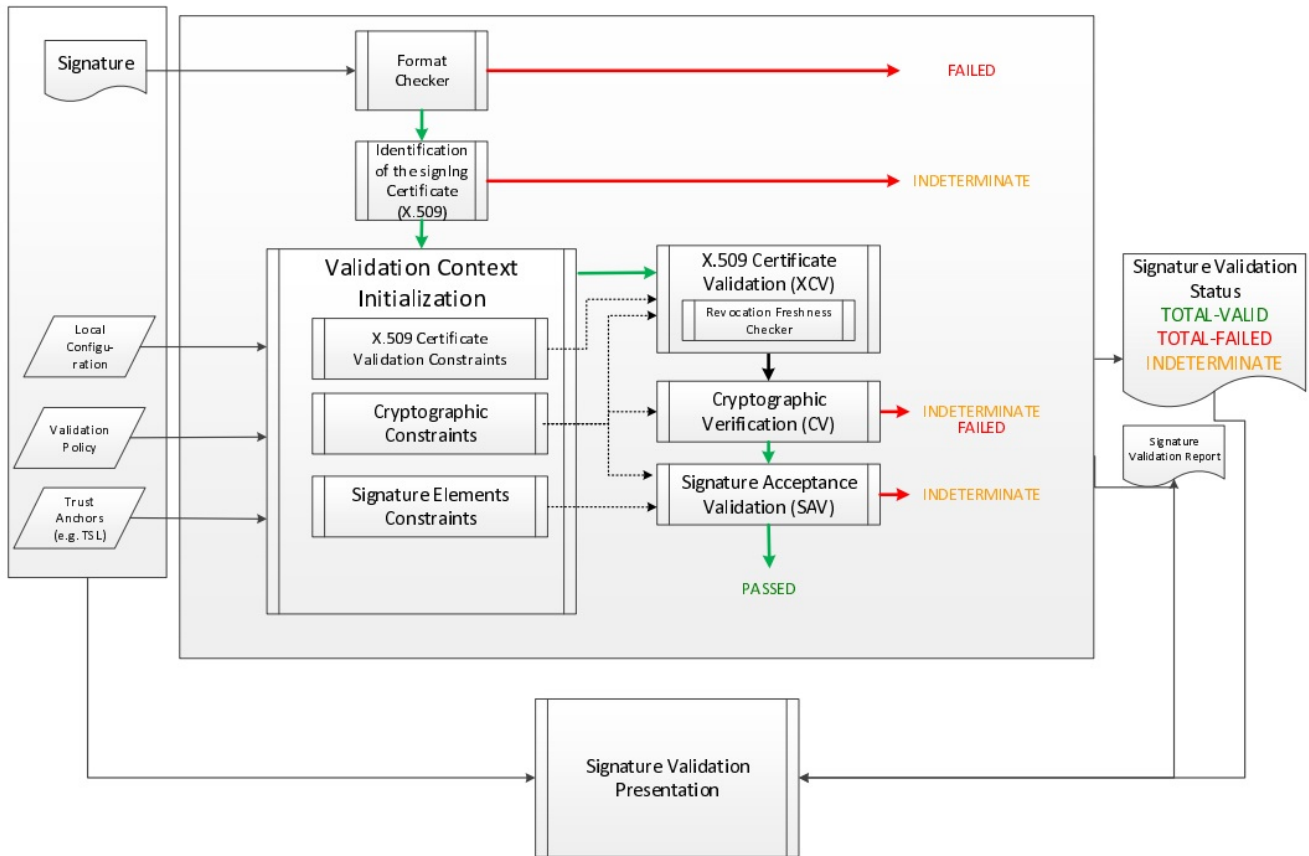 Signature
Format
Checker
FAILED
Identification
of the signIng
Certificate
(X.509)
INDETERMINATE
Validation Context
Initialization
X.509 Certificate
Validation (XCV)
Revocation Freshness
Checker
Signature Validation
Status
TOTAL-VALID
TOTAL-FAILED
INDETERMINATE
Local
Configu-
ration
X.509 Certificate
Validation Constraints
Cryptographic
Constraints
Cryptographic
Verification (CV)
INDETERMINATE
FAILED
Validation
Policy
Signature
Validation Report
Trust
Anchors
(e.g. TSL)
Signature Elements
Constraints
Signature Acceptance
Validation (SAV)
INDETERMINATE
PASSED
Signature Validation
Presentation